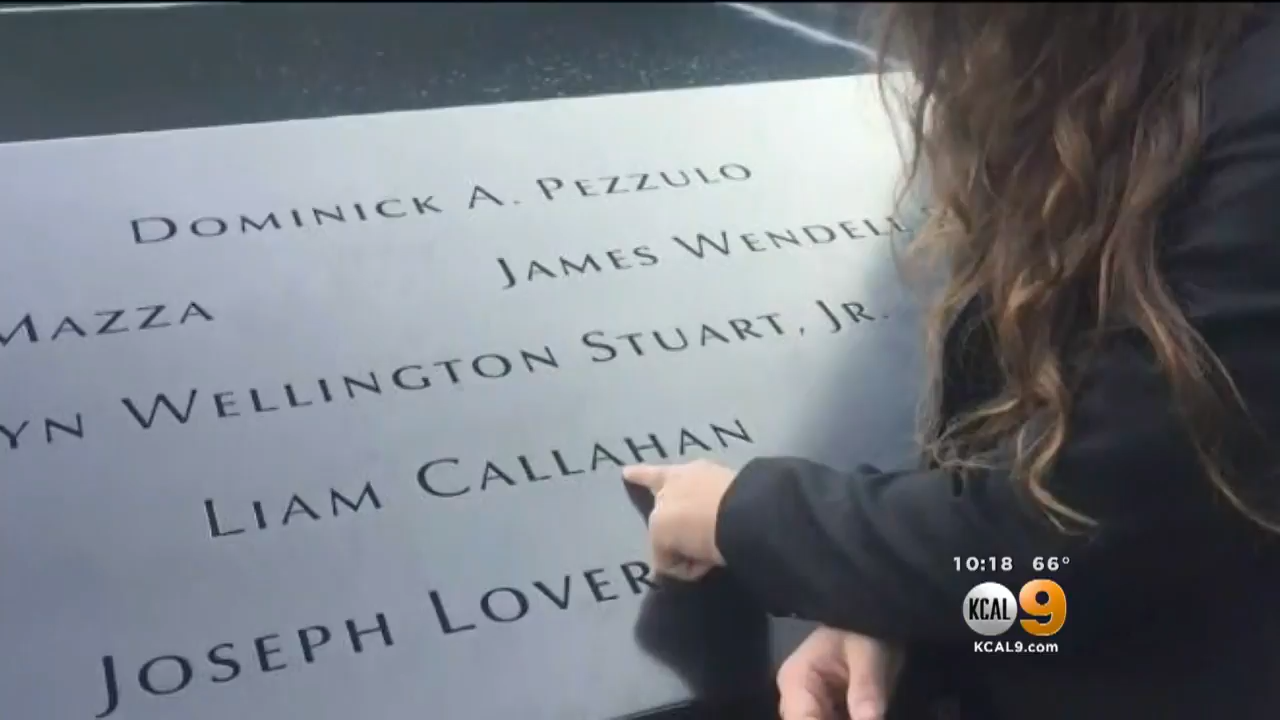 DOMINICK A. PEZZULO
JAMES WENDELL
MAZZA
YN WELLINGTON STUART, JR.
LIAM CALLAHAN
JOSEPH LOVER
10:18 66°
KCAL 9
KCAL9.com